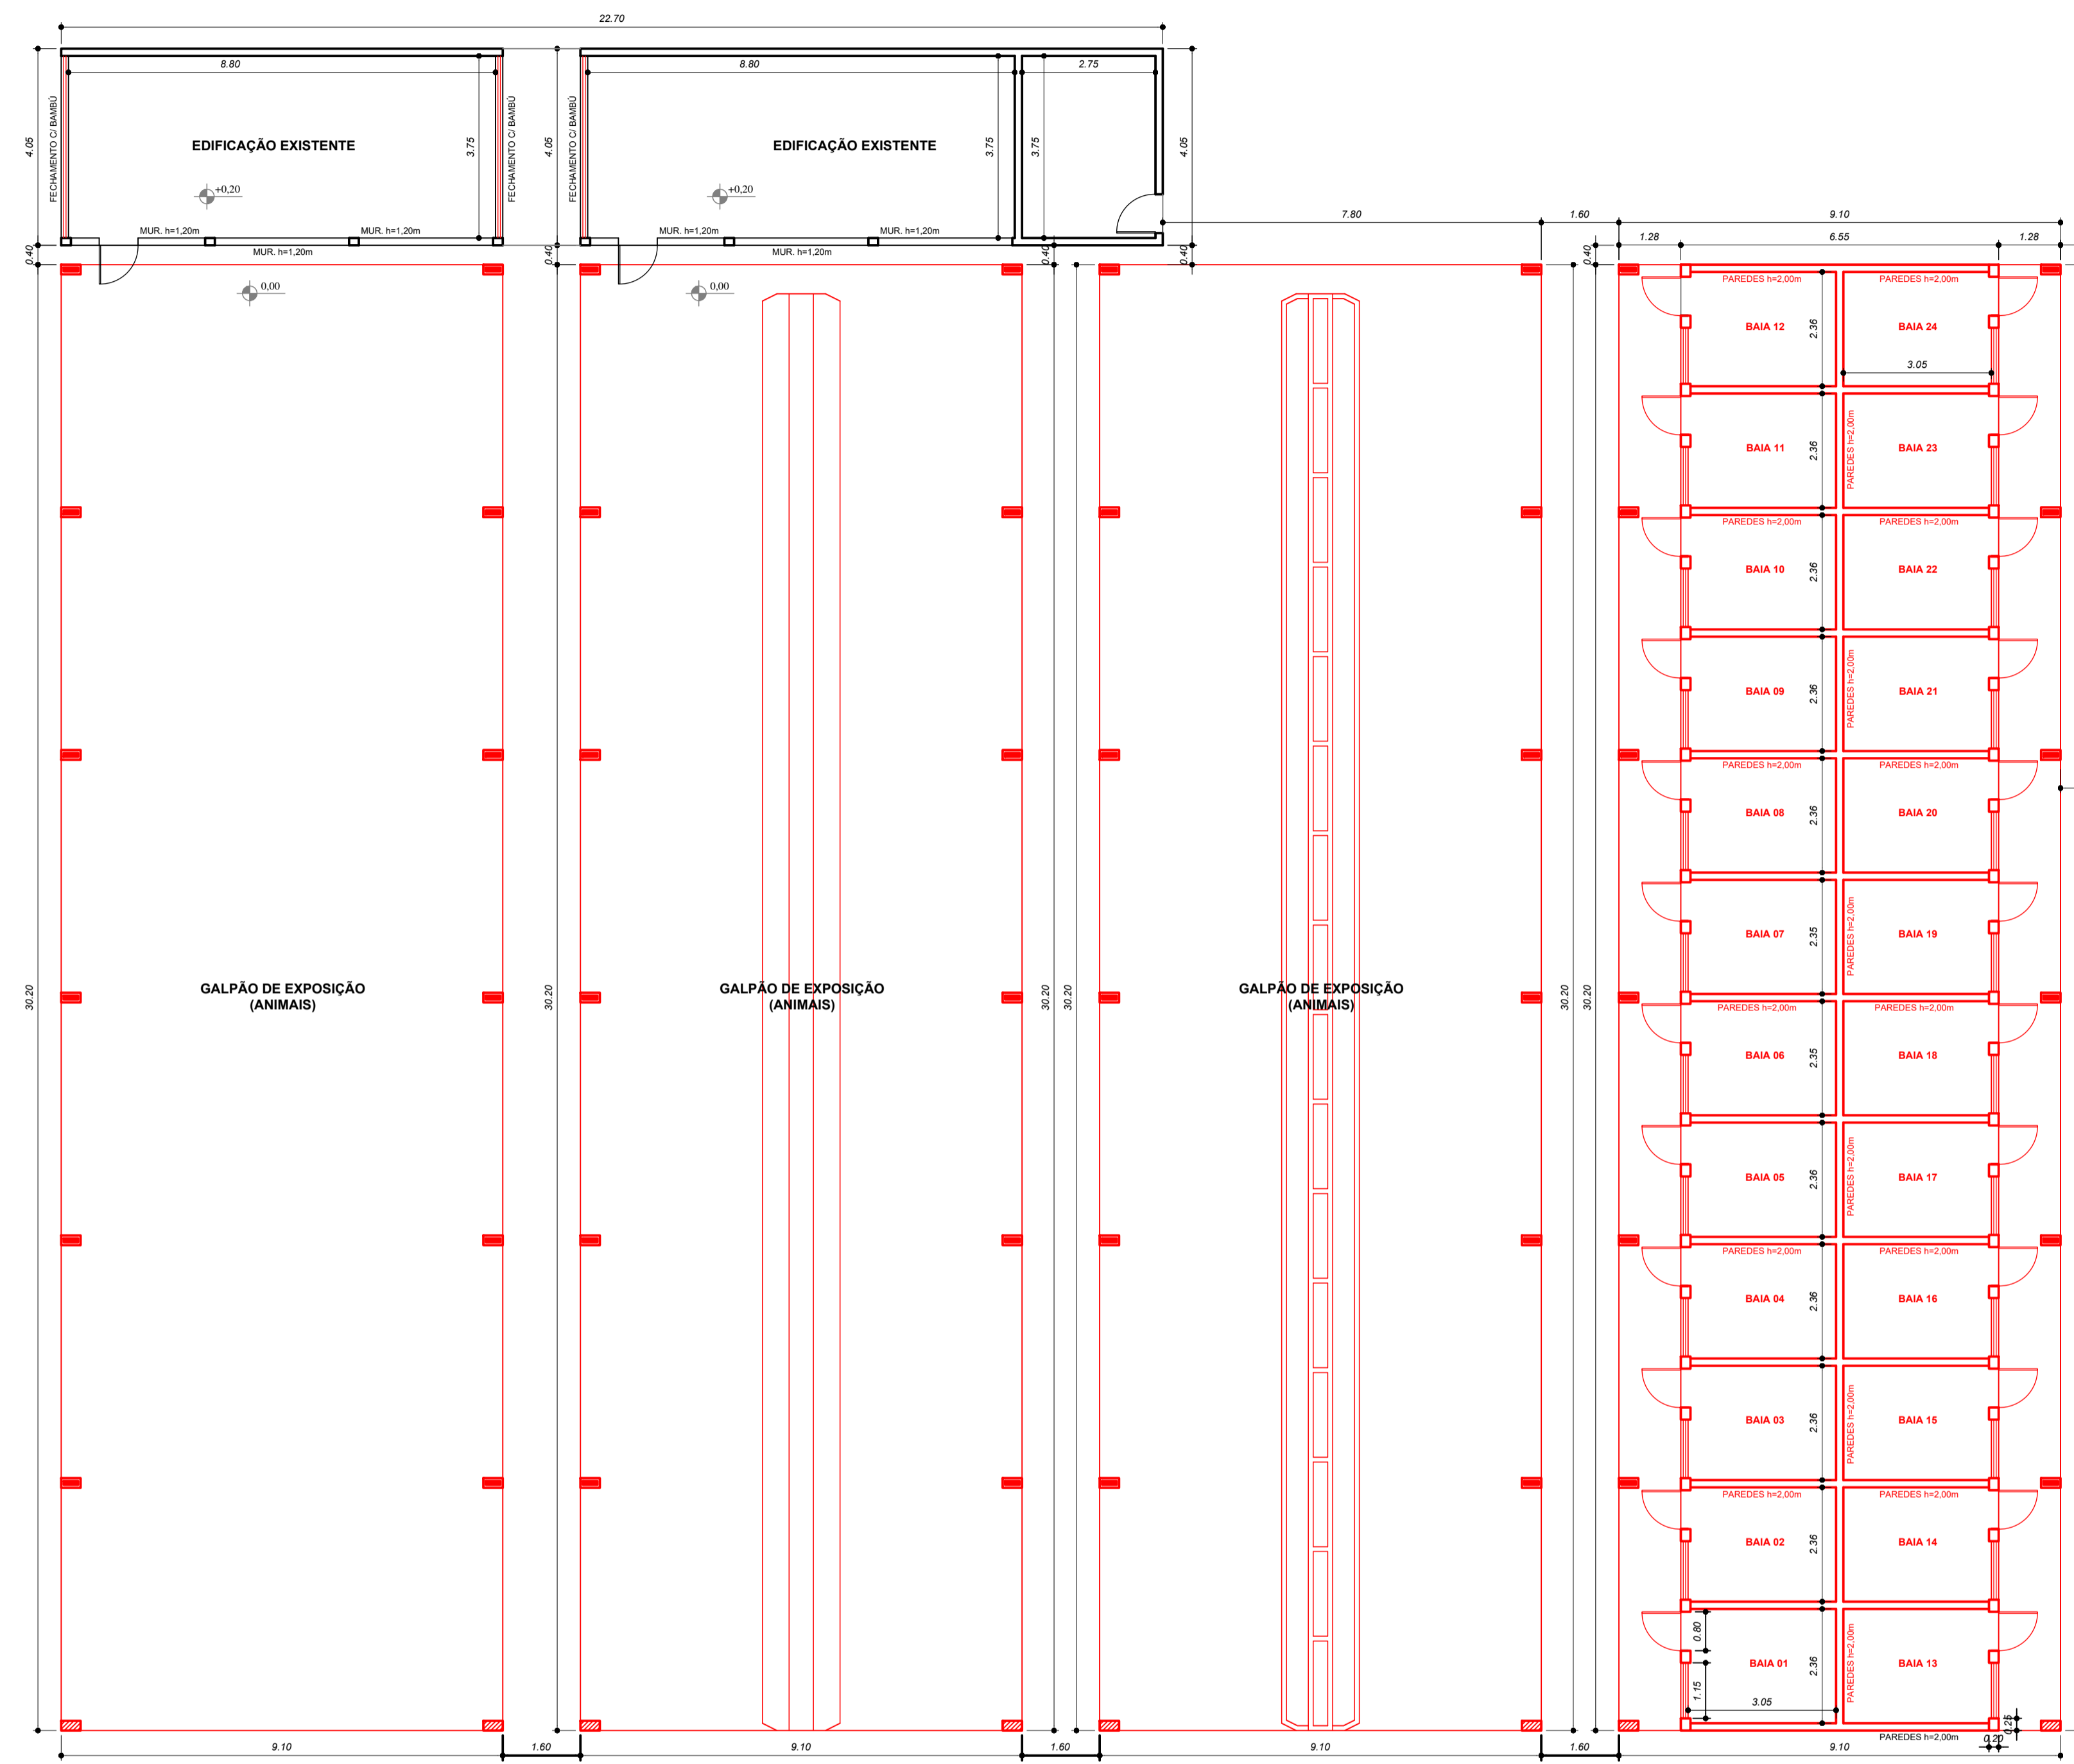 22.70
8.80
8.80
2.75
FECHAMENTO C/ BAMBÚ
FECHAMENTO C/ BAMBÚ
FECHAMENTO C/ BAMBÚ
4.05
3.75
4.05
3.75
3.75
4.05
EDIFICAÇÃO EXISTENTE
EDIFICAÇÃO EXISTENTE
+0,20
+0,20
MUR. h=1,20m
MUR. h=1,20m
MUR. h=1,20m
MUR. h=1,20m
MUR. h=1,20m
MUR. h=1,20m
7.80
1.60
9.10
1.28
6.55
1.28
0.40
0.40
0.40
0.40
0.40
0,00
0,00
PAREDES h=2,00m
PAREDES h=2,00m
BAIA 12
2.36
BAIA 24
3.05
BAIA 11
2.36
PAREDES h=2,00m
BAIA 23
PAREDES h=2,00m
PAREDES h=2,00m
BAIA 10
2.36
BAIA 22
BAIA 09
2.36
PAREDES h=2,00m
BAIA 21
PAREDES h=2,00m
PAREDES h=2,00m
BAIA 08
2.36
BAIA 20
BAIA 07
2.35
PAREDES h=2,00m
BAIA 19
GALPÃO DE EXPOSIÇÃO
(ANIMAIS)
GALPÃO DE EXPOSIÇÃO
(ANIMAIS)
GALPÃO DE EXPOSIÇÃO
(ANIMAIS)
30.20
30.20
30.20
30.20
30.20
30.20
PAREDES h=2,00m
PAREDES h=2,00m
BAIA 06
2.35
BAIA 18
BAIA 05
2.36
PAREDES h=2,00m
BAIA 17
PAREDES h=2,00m
PAREDES h=2,00m
BAIA 04
2.36
BAIA 16
BAIA 03
2.36
PAREDES h=2,00m
BAIA 15
PAREDES h=2,00m
PAREDES h=2,00m
BAIA 02
2.36
BAIA 14
0.80
BAIA 01
2.36
PAREDES h=2,00m
BAIA 13
1.15
3.05
0.25
PAREDES h=2,00m
0.20
9.10
1.60
9.10
1.60
9.10
1.60
9.10